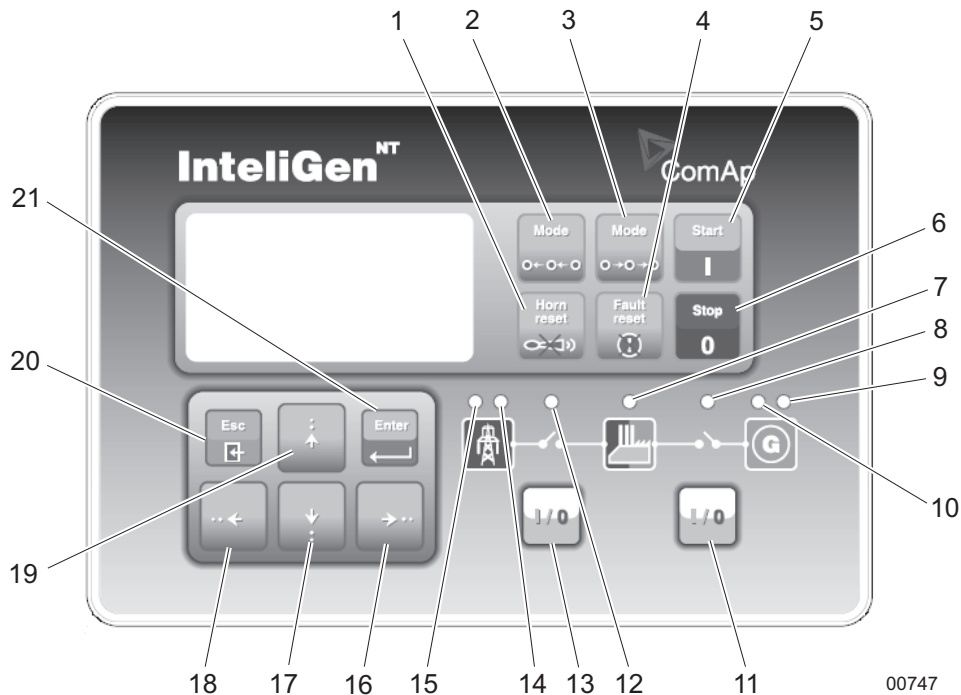 1 2 3 4 5
InteliGen NT
ComAp
21
Mode Mode Start
I
6
Horn reset
Fault reset
Stop
0
7
8
9
20
Esc
Enter
G
10
I/0 I/0
19
18 17 16 15 14 13 12 11
00747